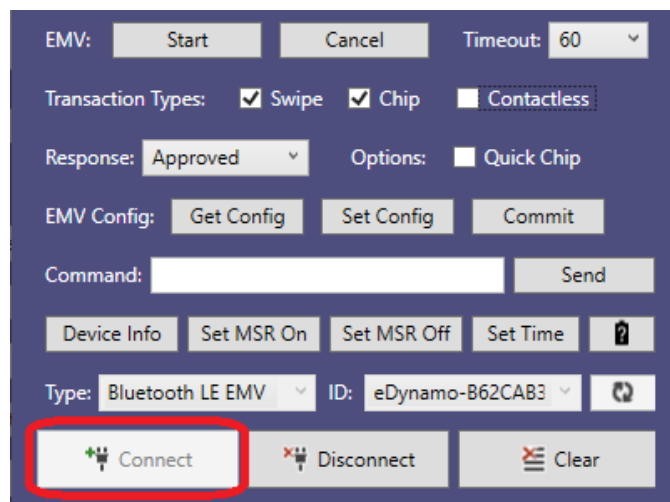 EMV: Start Cancel Timeout: 60
Transaction Types: Swipe Chip Contactless
Response: Approved Options: Quick Chip
EMV Config: Get Config Set Config Commit
Command: Send
Device Info Set MSR On Set MSR Off Set Time
Type: Bluetooth LE EMV ID: eDynamo-B62CAB3
Connect Disconnect Clear